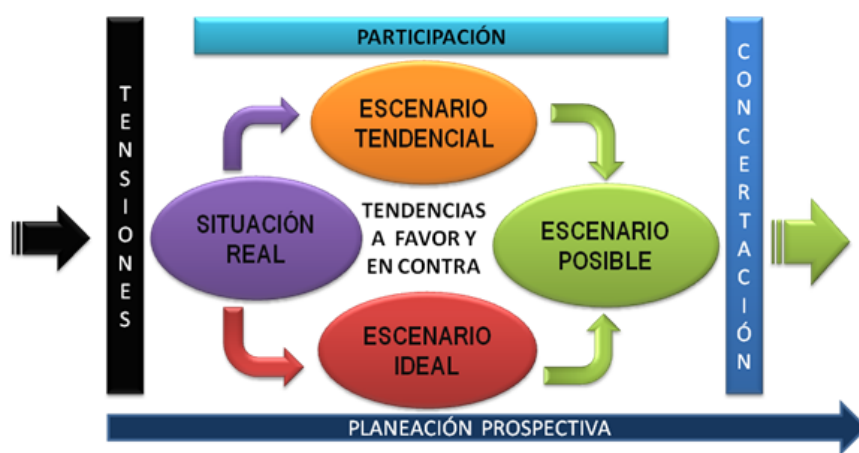 PARTICIPACIÓN
TENSIONES
ESCENARIO
TENDENCIAL
SITUACIÓN
REAL
TENDENCIAS
A FAVOR Y
EN CONTRA
ESCENARIO
POSIBLE
ESCENARIO
IDEAL
CONCERTACIÓN
PLANEACIÓN PROSPECTIVA